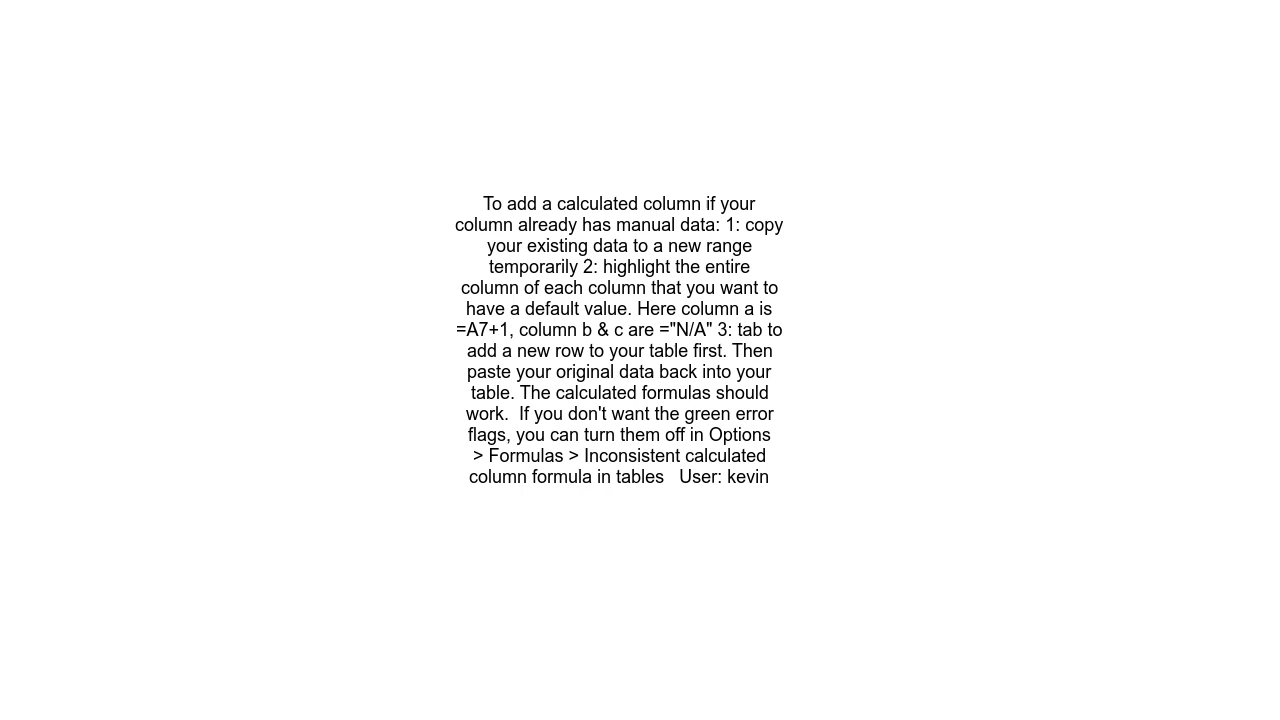 To add a calculated column if your
column already has manual data: 1: copy
your existing data to a new range
temporarily 2: highlight the entire
column of each column that you want to
have a default value. Here column a is
=A7+1, column b & c are ="N/A" 3: tab to
add a new row to your table first. Then
paste your original data back into your
table. The calculated formulas should
work.  If you don't want the green error
flags, you can turn them off in Options
> Formulas > Inconsistent calculated
column formula in tables   User: kevin